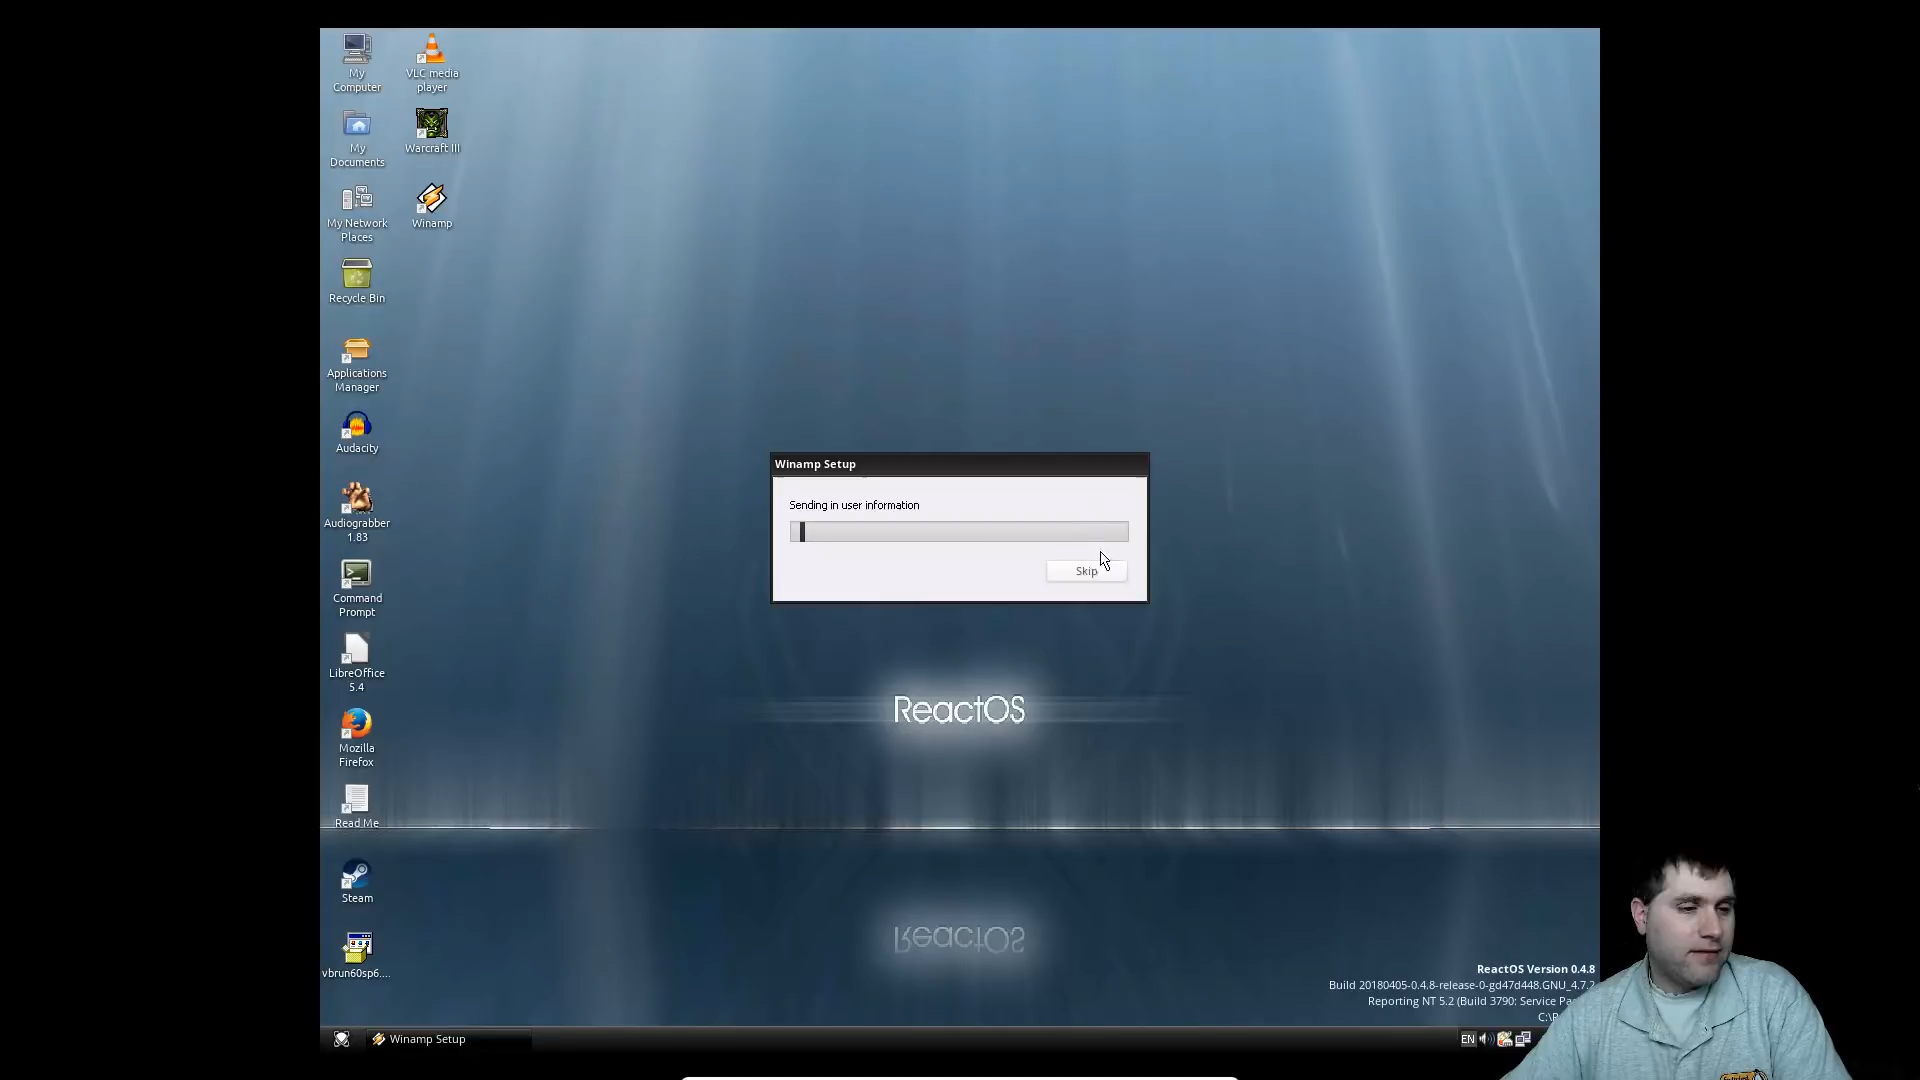 My
Computer
VLC media
player
My
Documents
Warcraft III
My Network
Places
Winamp
Recycle Bin
Applications
Manager
Audacity
Audiograbber
1.83
Command
Prompt
LibreOffice
5.4
Mozilla
Firefox
Read Me
Steam
vbrun60sp6....
Winamp Setup
Sending in user information
Skip
ReactOS
ReactOS
ReactOS Version 0.4.8
Build 20180405-0.4.8-release-0-gd47d448.GNU_4.7.2
Reporting NT 5.2 (Build 3790: Service
Winamp Setup
EN